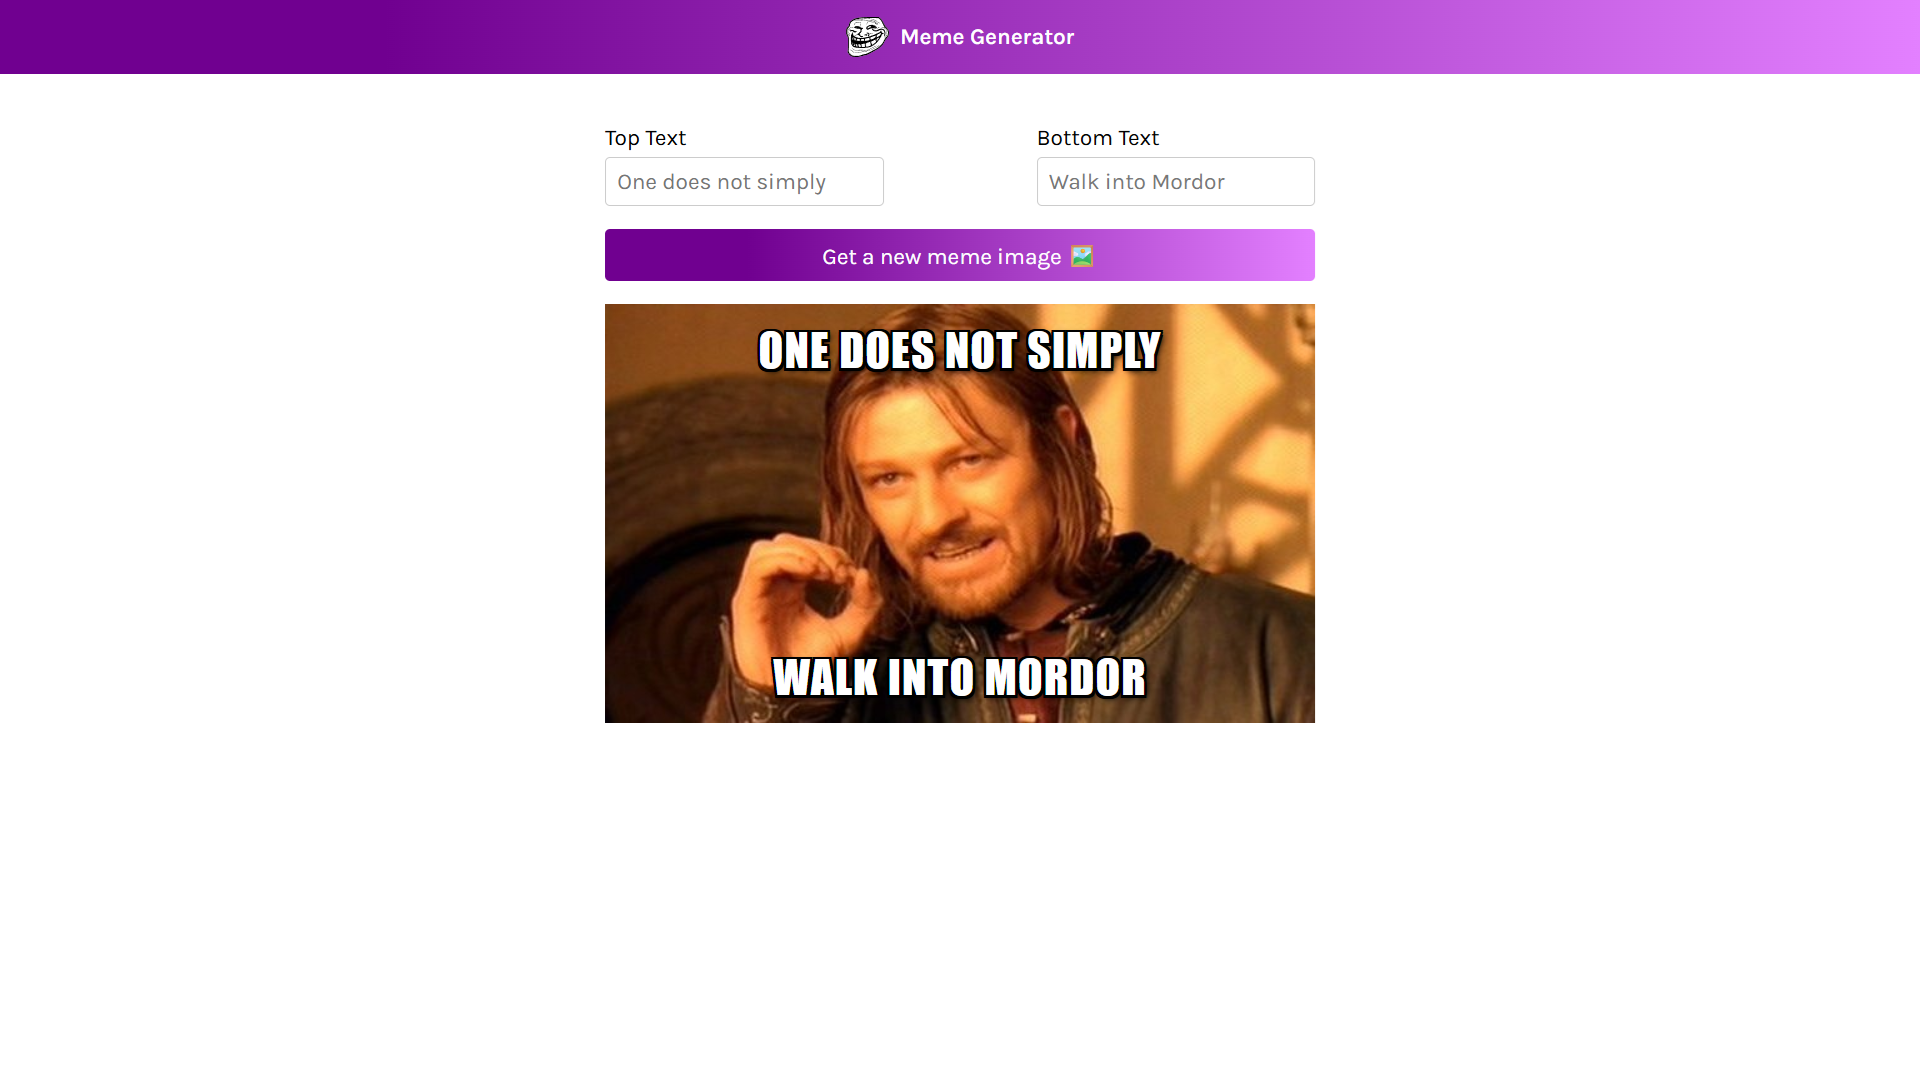 Meme Generator
Top Text
Bottom Text
One does not simply
Walk into Mordor
Get a new meme image
ONE DOES NOT SIMPLY
WALK INTO MORDOR